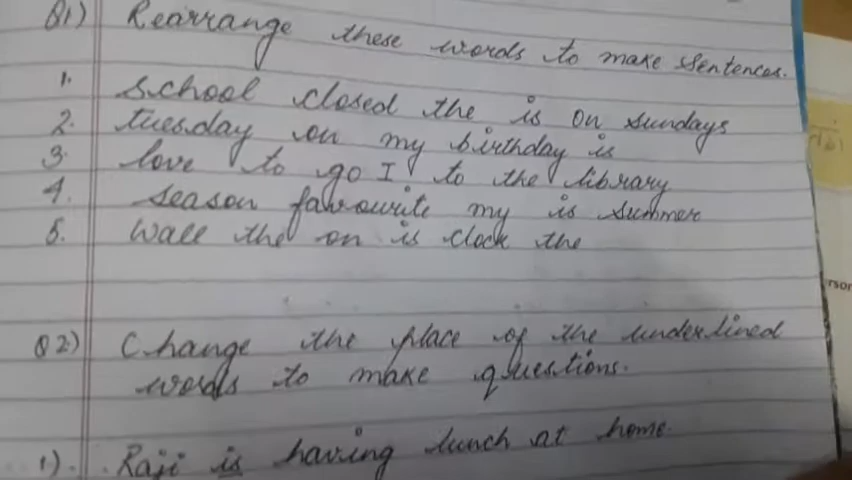 Q1) Rearrange these words to make sentences.
1. School closed the is on sundays
2. tuesday on my birthday is
3. love to go I to the library
4. season favourite my is summer
5. Wall the on is clock the
Q2) Change the place of the underlined
words to make questions.
1). Raji is having lunch at home.